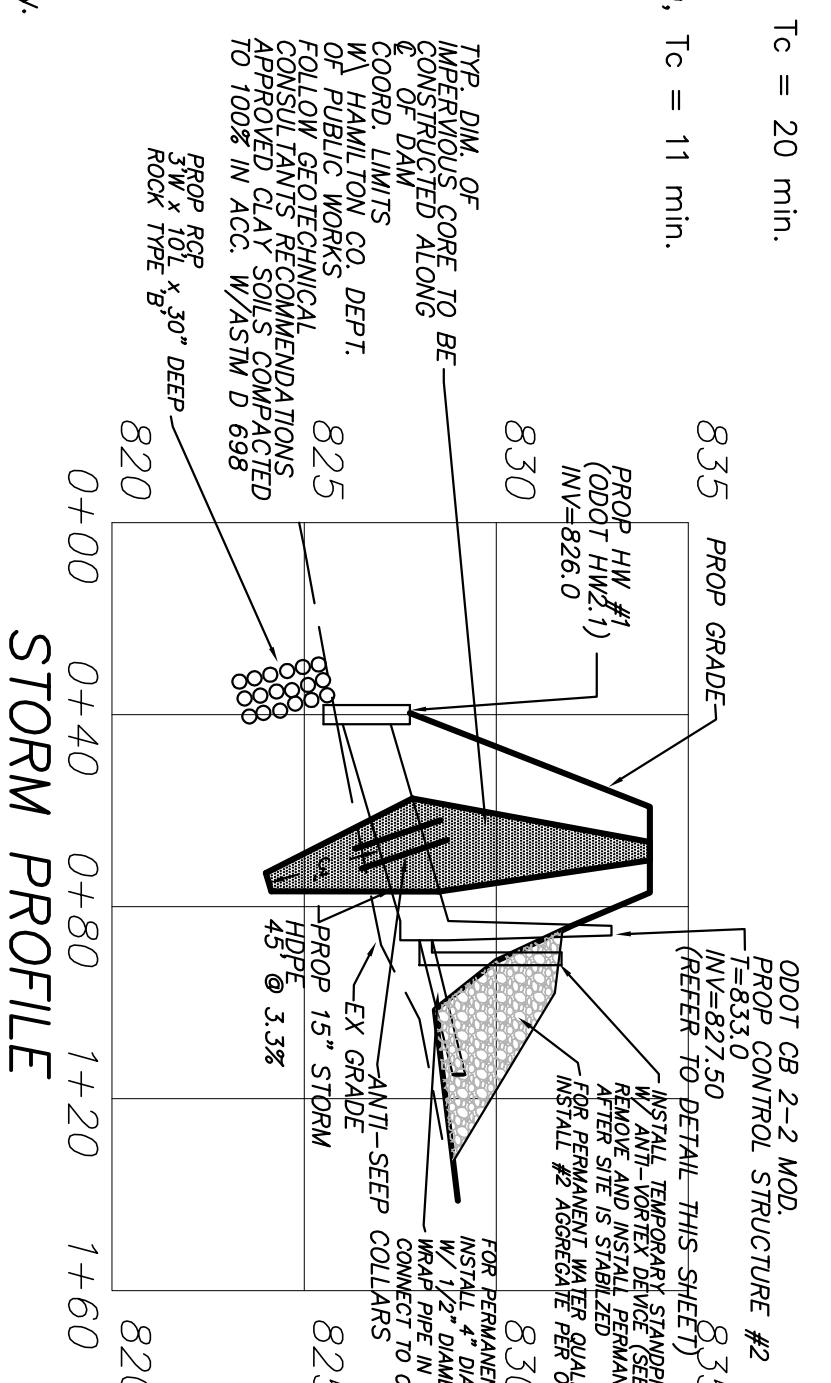 Tc = 20 min.
Tc = 11 min.
TYP. DIM. OF
IMPERVIOUS CORE TO BE
CONSTRUCTED ALONG
℄ OF DAM
COORD. LIMITS
W\ HAMILTON CO. DEPT.
OF PUBLIC WORKS
FOLLOW GEOTECHNICAL
CONSULTANTS RECOMMENDATIONS
APPROVED CLAY SOILS COMPACTED
TO 100% IN ACC. W/ASTM D 698
PROP RCP
3'W x 10'L x 30" DEEP
ROCK TYPE 'B'
835
830
825
820
PROP GRADE
PROP HW #1
(ODOT HW2.1)
INV=826.0
ODOT CB 2-2 MOD.
PROP CONTROL STRUCTURE #2
T=833.0
INV=827.50
(REFER TO DETAIL THIS SHEET)
INSTALL TEMPORARY
W/ ANTI-VORTEX DEVICE
REMOVE AND INSTALL
AFTER SITE IS STABILZED
FOR PERMANENT WATER
INSTALL #2 AGGREGATE PER
FOR
INSTALL 4"
W/ 1/2"
WRAP PIPE IN
CONNECT TO
ANTI-SEEP COLLARS
EX GRADE
PROP 15" STORM
HDPE
45' @ 3.3%
3'
835
830
825
820
0+00
0+40
0+80
1+20
1+60
STORM PROFILE